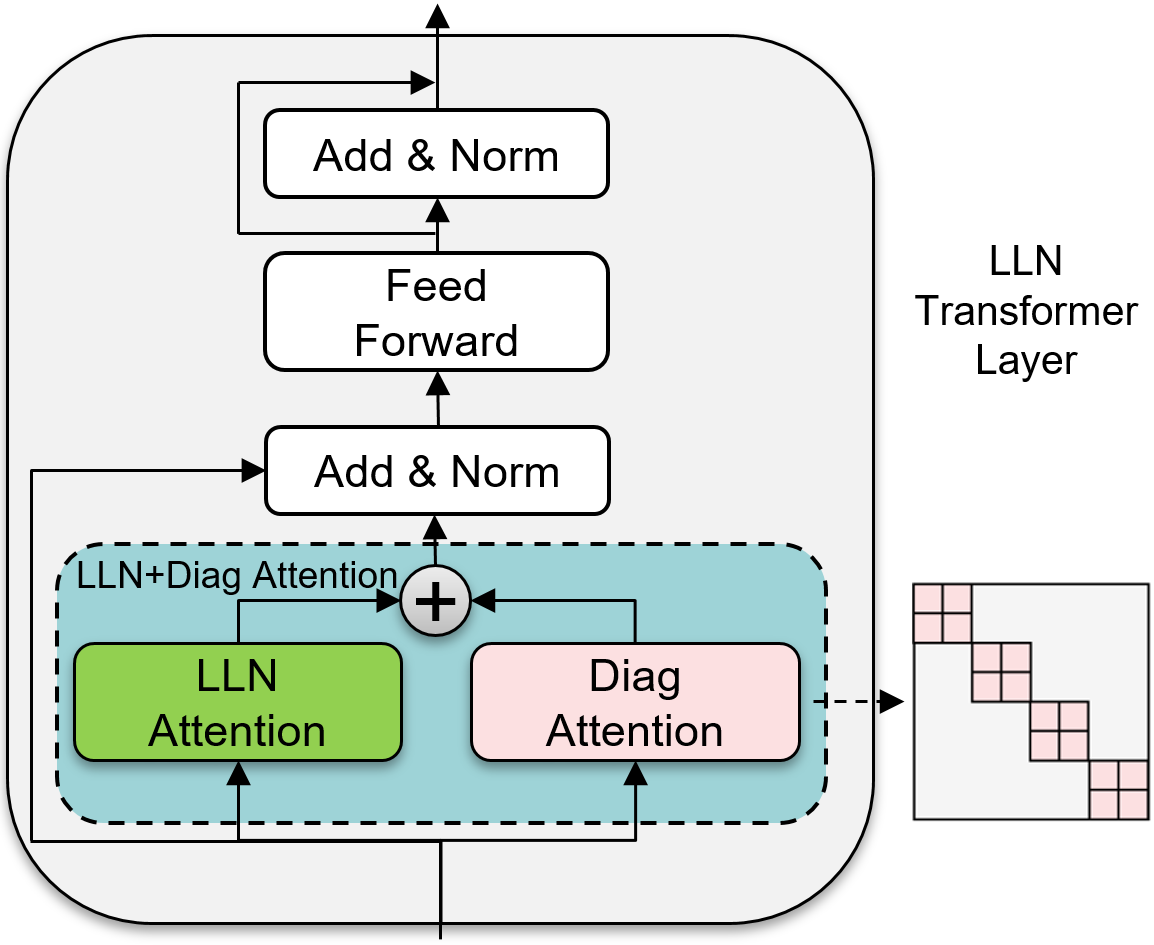 Add & Norm
Feed
Forward
Add & Norm
LLN+Diag Attention
+
LLN
Attention
Diag
Attention
LLN
Transformer
Layer